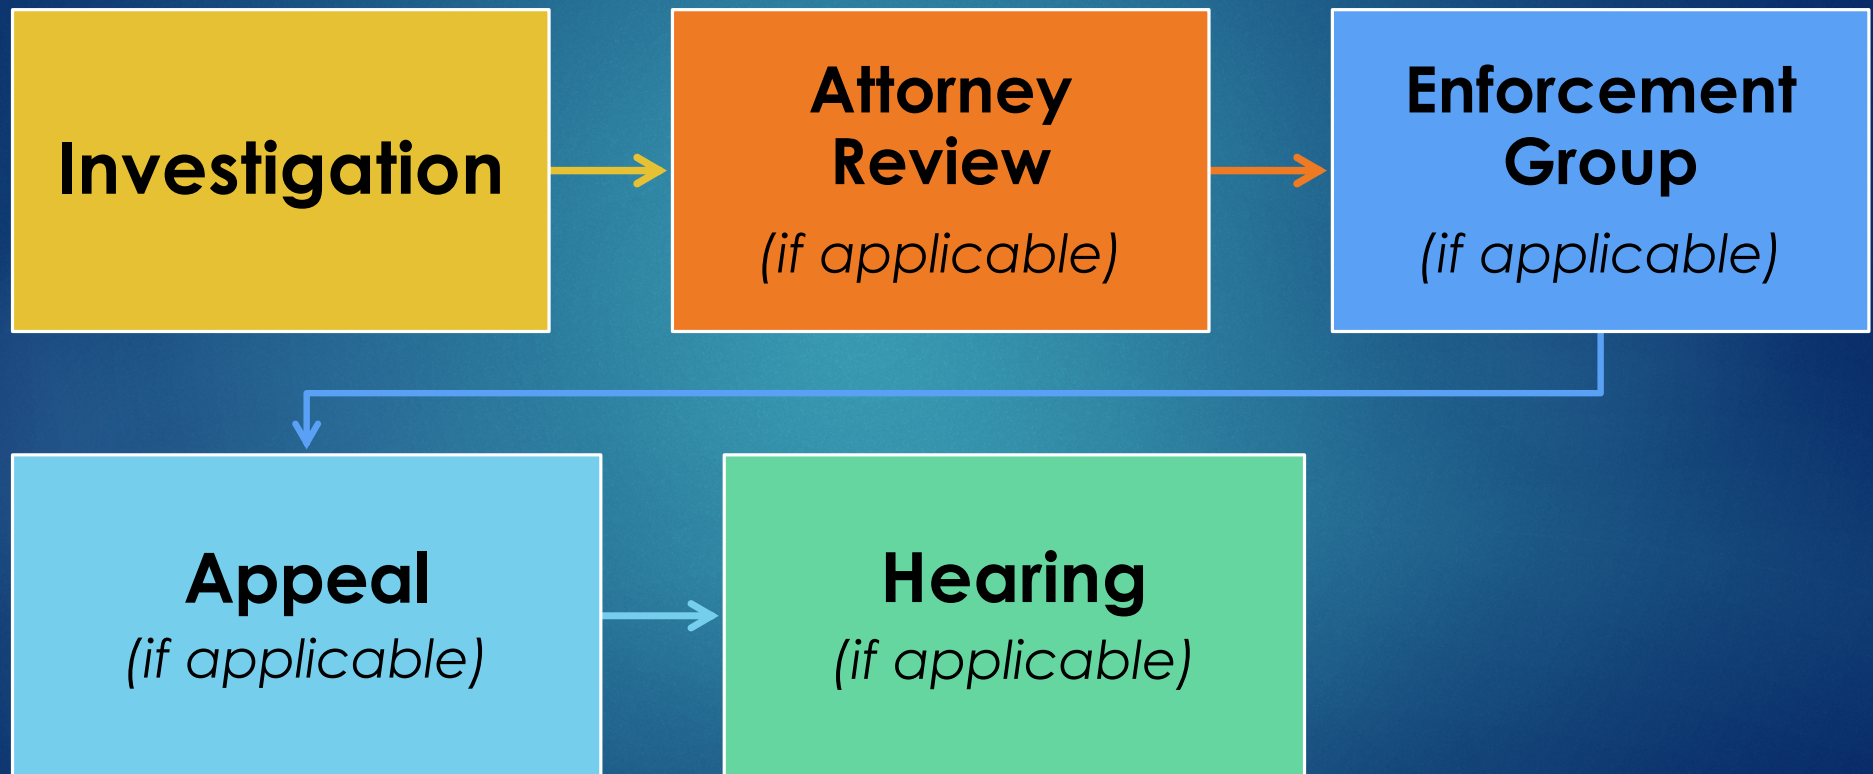 Investigation
Attorney
Review
(if applicable)
Enforcement
Group
(if applicable)
Appeal
(if applicable)
Hearing
(if applicable)